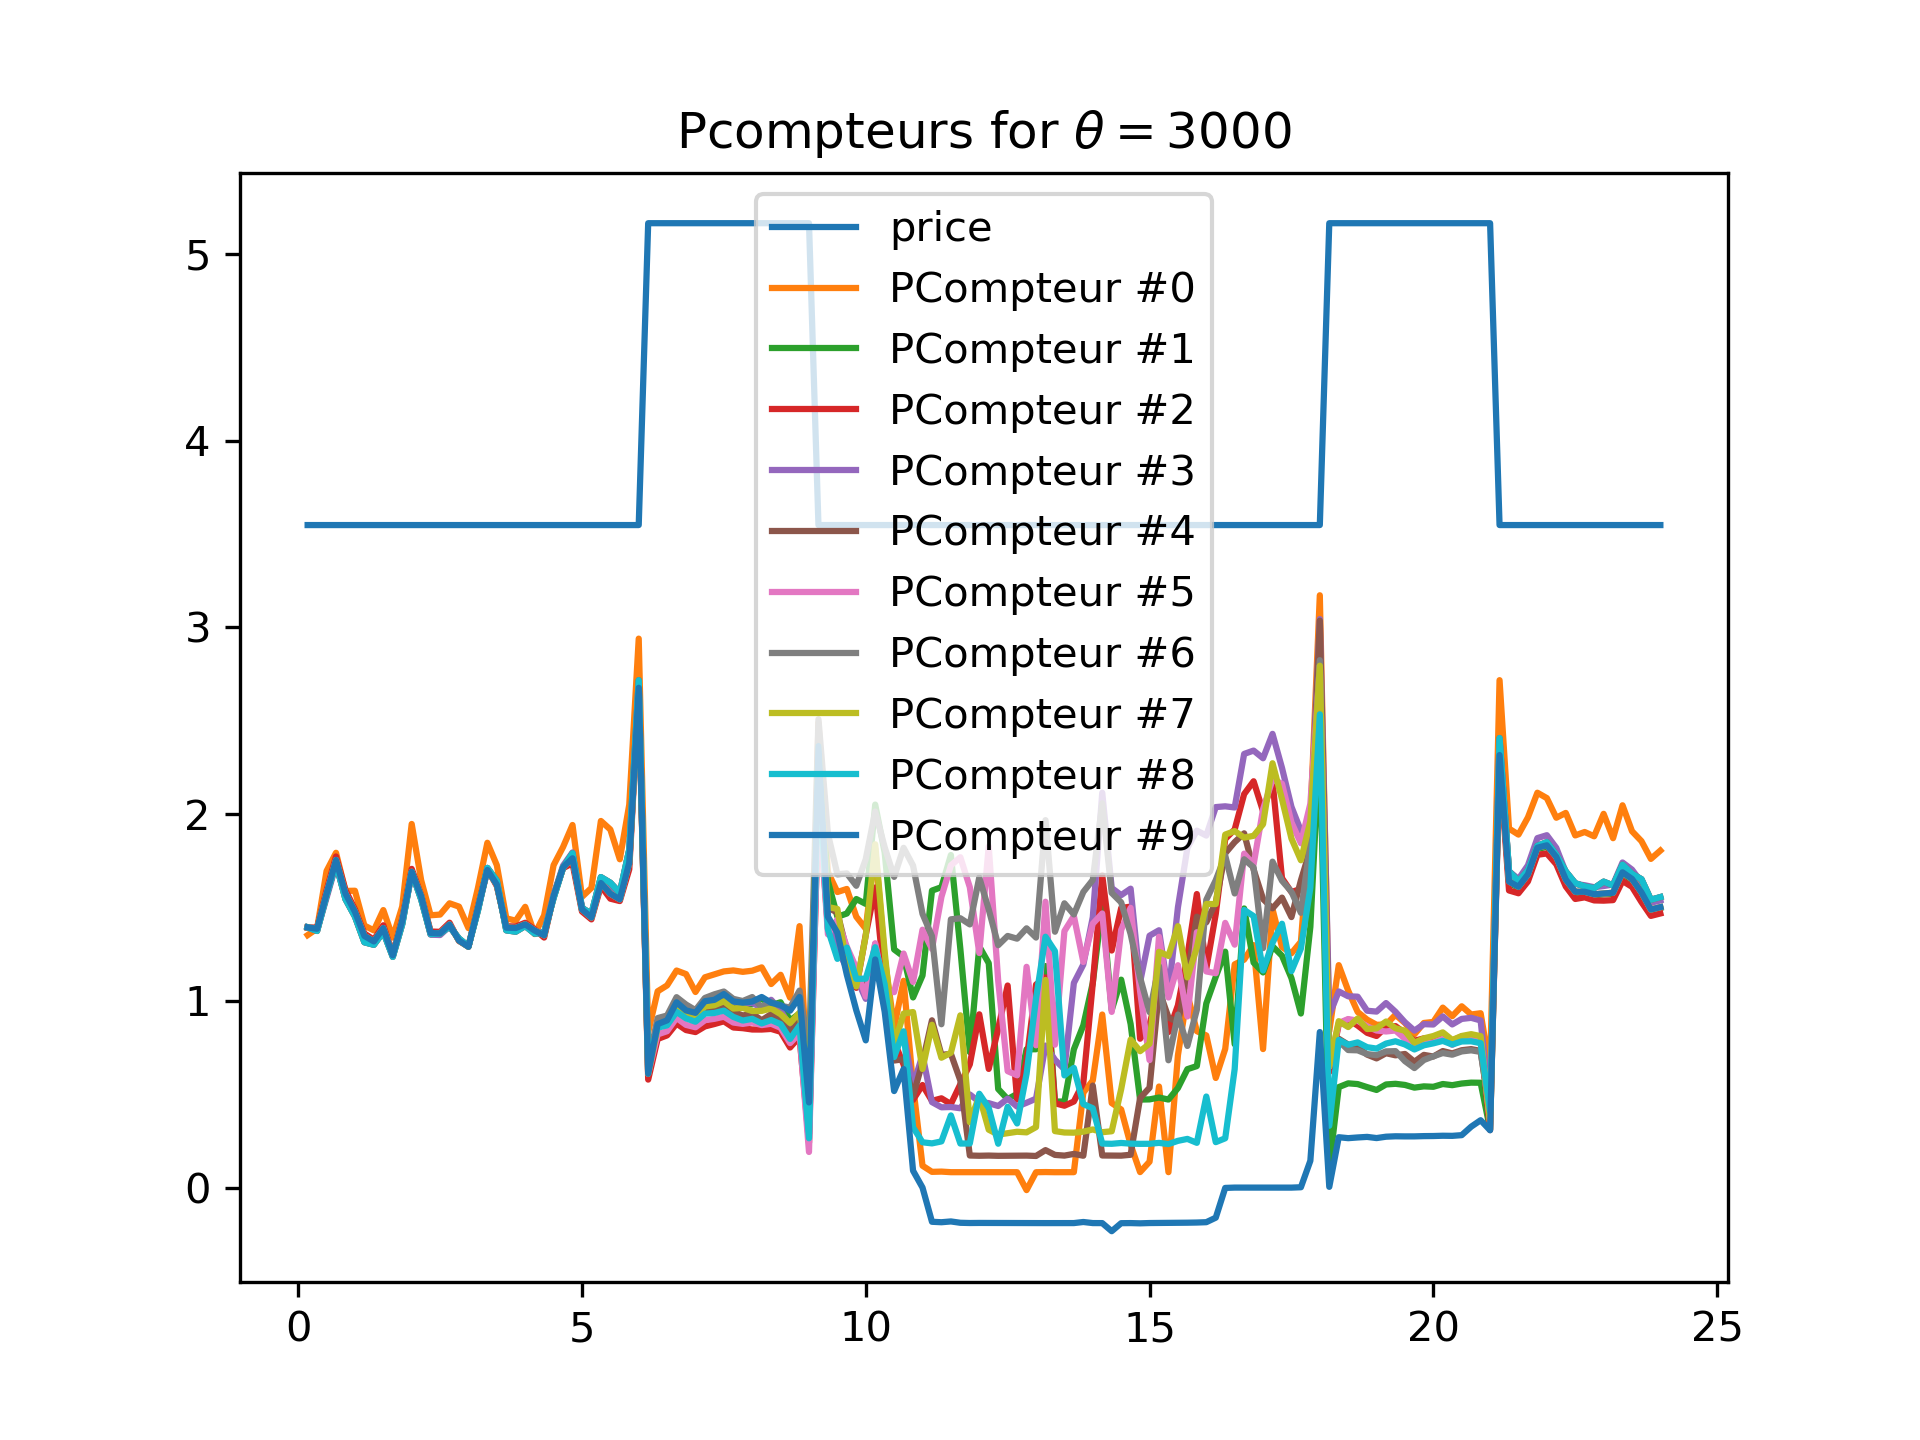 Pcompteurs for θ = 3000
price
PCompteur #0
PCompteur #1
PCompteur #2
PCompteur #3
PCompteur #4
PCompteur #5
PCompteur #6
PCompteur #7
PCompteur #8
PCompteur #9
5
4
3
2
1
0
0 5 10 15 20 25